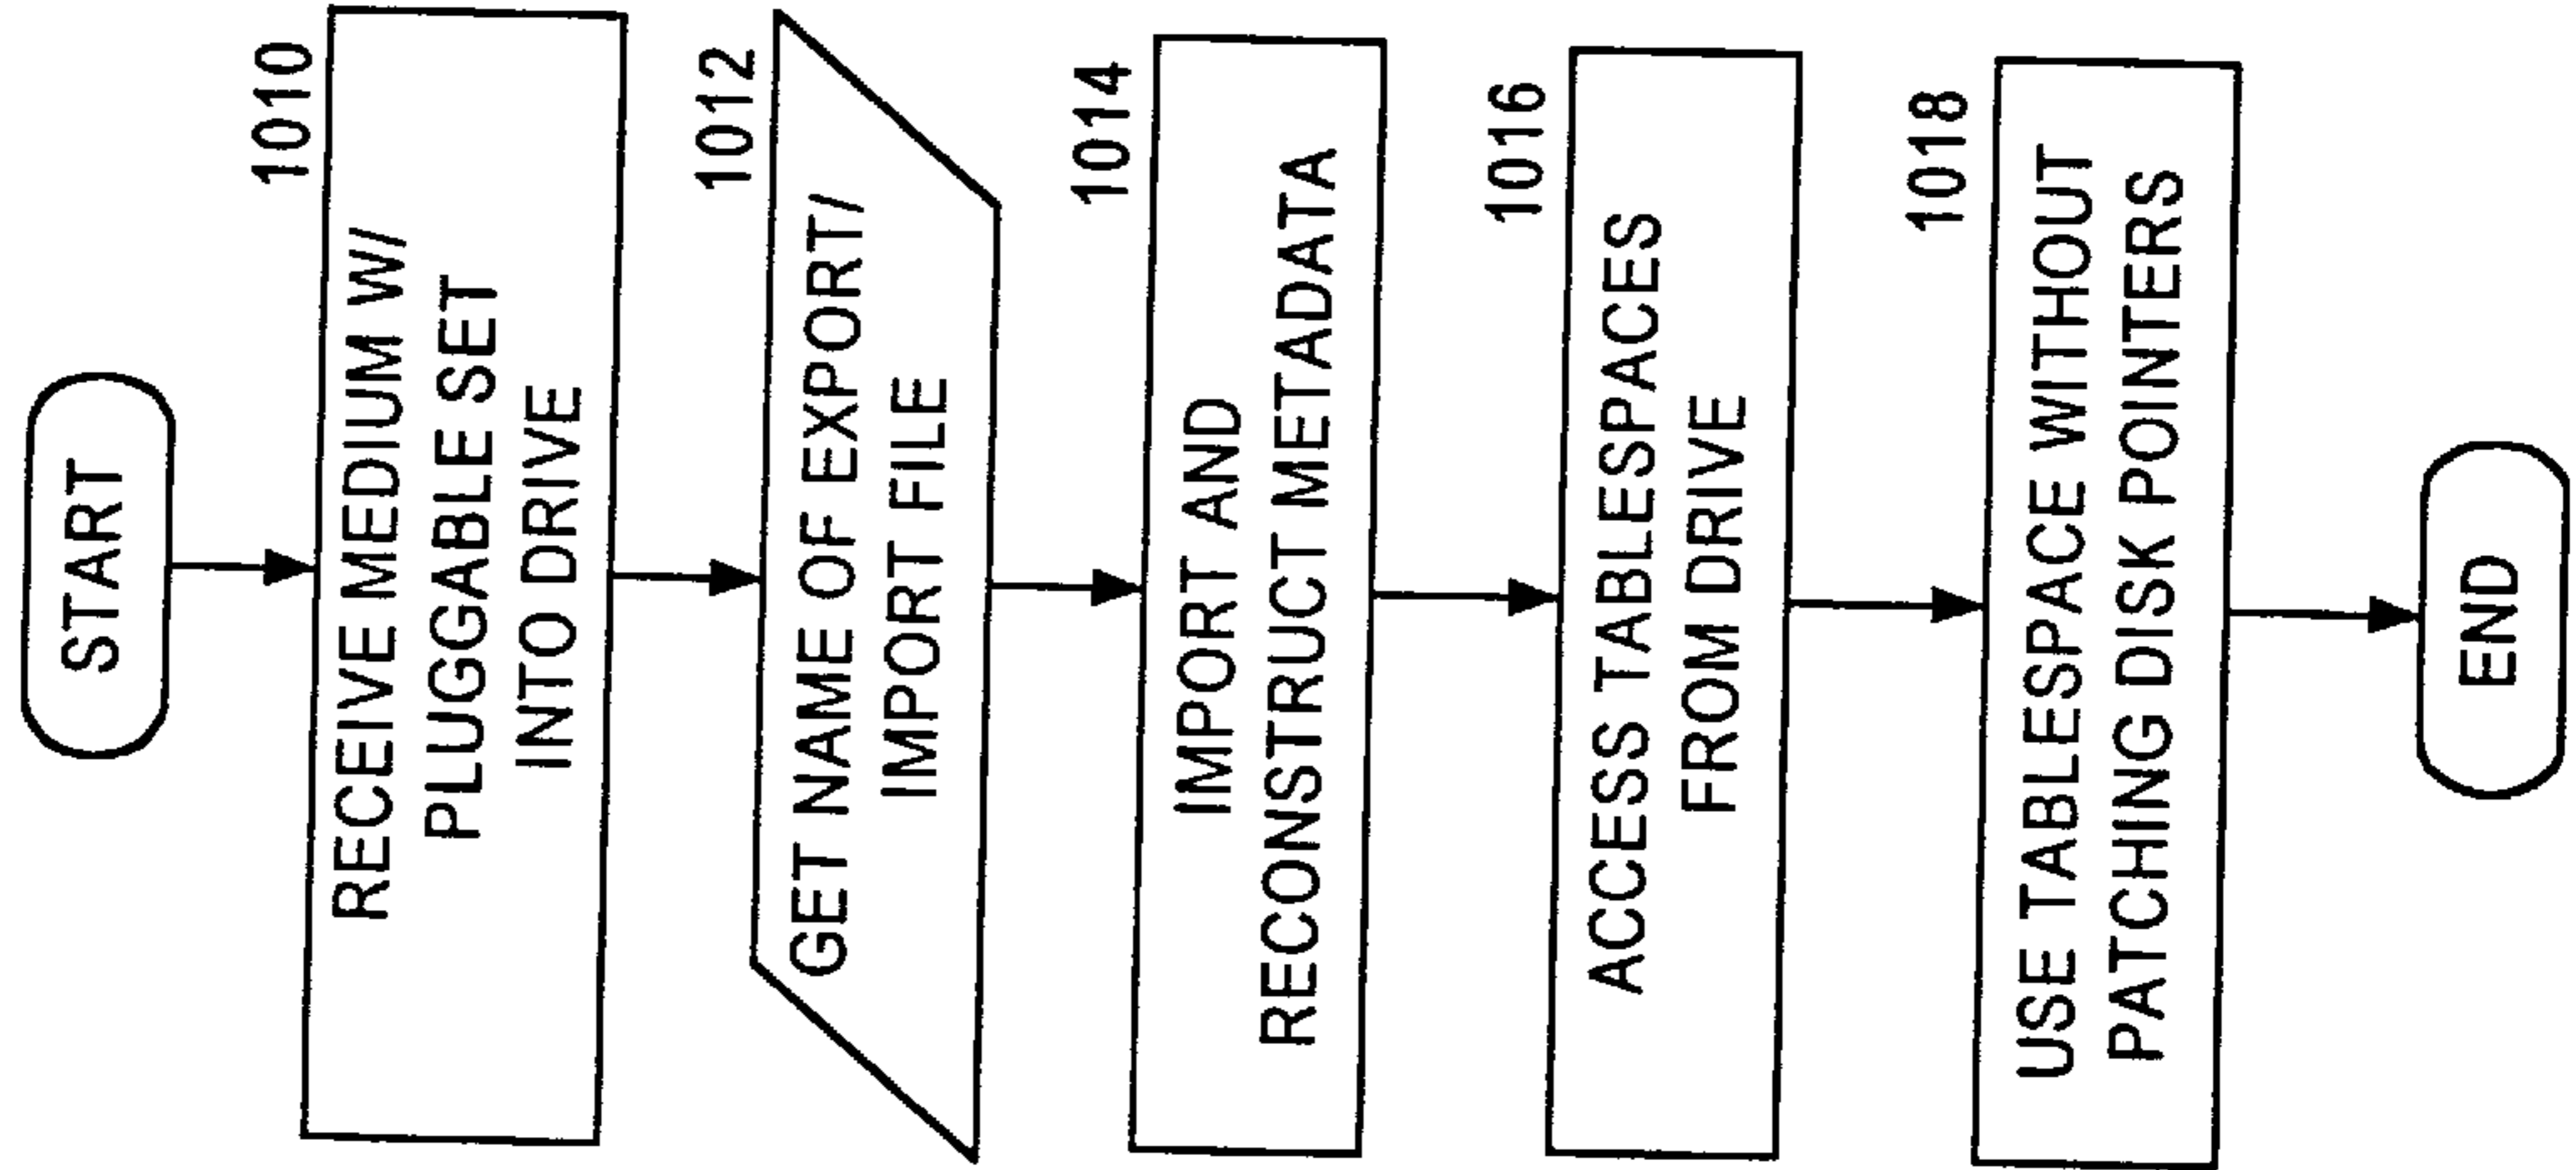 START
1010
RECEIVE MEDIUM W/
PLUGGABLE SET
INTO DRIVE
1012
GET NAME OF EXPORT/
IMPORT FILE
1014
IMPORT AND
RECONSTRUCT METADATA
1016
ACCESS TABLESPACES
FROM DRIVE
1018
USE TABLESPACE WITHOUT
PATCHING DISK POINTERS
END